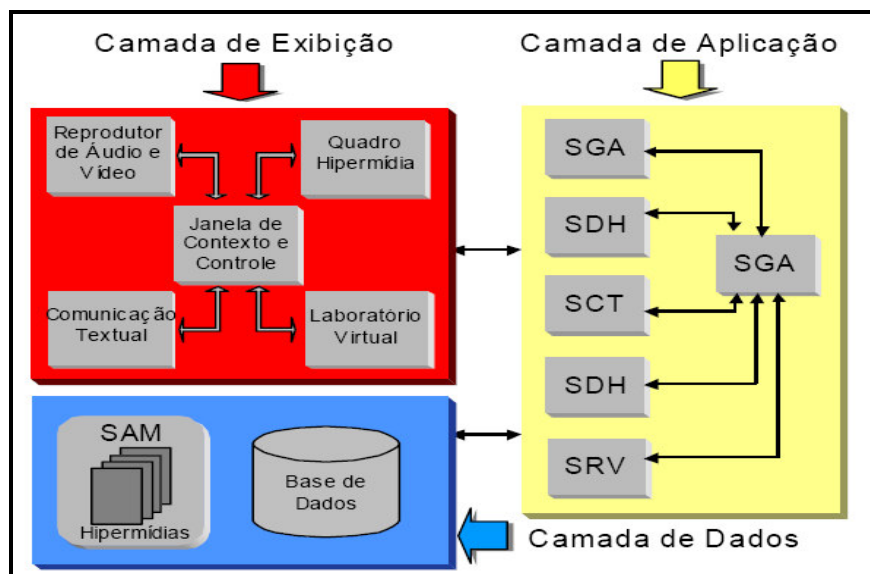 Camada de Exibição
Camada de Aplicação
Reprodutor
de Áudio e
Vídeo
Quadro
Hipermídia
Janela de
Contexto e
Controle
Comunicação
Textual
Laboratório
Virtual
SGA
SDH
SCT
SDH
SRV
SGA
SAM
Hipermídias
Base de
Dados
Camada de Dados